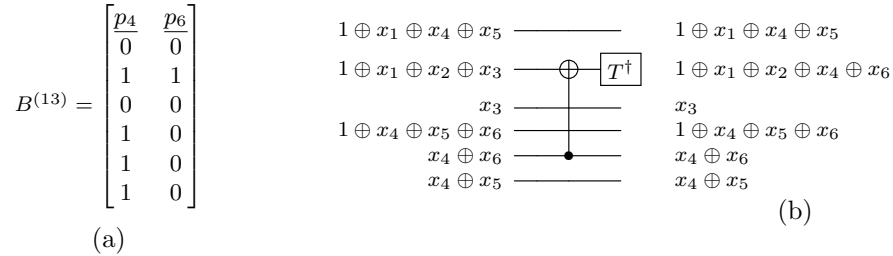 B^{(13)} =
p_4 p_6
0 0
1 1
0 0
1 0
1 0
1 0
(a)
1 ⊕ x_1 ⊕ x_4 ⊕ x_5 1 ⊕ x_1 ⊕ x_4 ⊕ x_5
1 ⊕ x_1 ⊕ x_2 ⊕ x_3 T^† 1 ⊕ x_1 ⊕ x_2 ⊕ x_4 ⊕ x_6
x_3 x_3
1 ⊕ x_4 ⊕ x_5 ⊕ x_6 1 ⊕ x_4 ⊕ x_5 ⊕ x_6
x_4 ⊕ x_6 x_4 ⊕ x_6
x_4 ⊕ x_5 x_4 ⊕ x_5
(b)